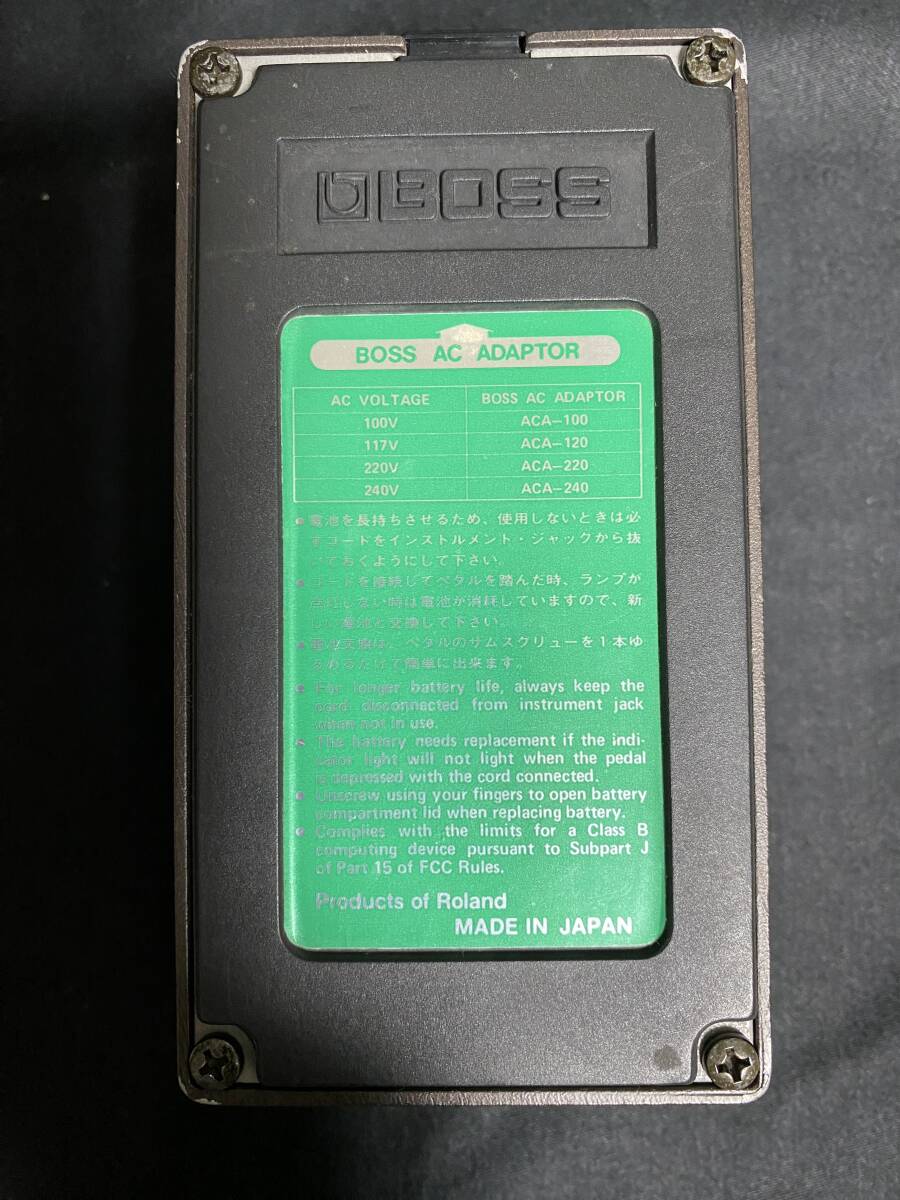 BOSS
BOSS AC ADAPTOR
AC VOLTAGE BOSS AC ADAPTOR
100V ACA-100
117V ACA-120
220V ACA-220
240V ACA-240
● 電池を長持ちさせるため、使用しないときは必
ずコードをインストルメント・ジャックから抜
いておくようにして下さい。
● コードを接続してペダルを踏んだ時、ランプが
点灯しない時は電池が消耗していますので、新
しい電池と交換して下さい。
● 電池交換は、ペダルのサムスクリューを1本ゆ
るめるだけで簡単に出来ます。
● For longer battery life, always keep the
cord disconnected from instrument jack
when not in use.
● The battery needs replacement if the indi-
cator light will not light when the pedal
is depressed with the cord connected.
● Unscrew using your fingers to open battery
compartment lid when replacing battery.
● Complies with the limits for a Class B
computing device pursuant to Subpart J
of Part 15 of FCC Rules.
Products of Roland
MADE IN JAPAN